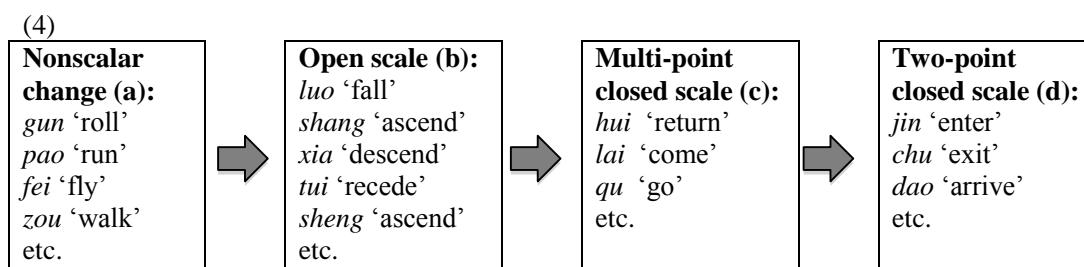 (4)
Nonscalar
change (a):
gun ‘roll’
pao ‘run’
fei ‘fly’
zou ‘walk’
etc.
Open scale (b):
luo ‘fall’
shang ‘ascend’
xia ‘descend’
tui ‘recede’
sheng ‘ascend’
etc.
Multi-point
closed scale (c):
hui ‘return’
lai ‘come’
qu ‘go’
etc.
Two-point
closed scale (d):
jin ‘enter’
chu ‘exit’
dao ‘arrive’
etc.